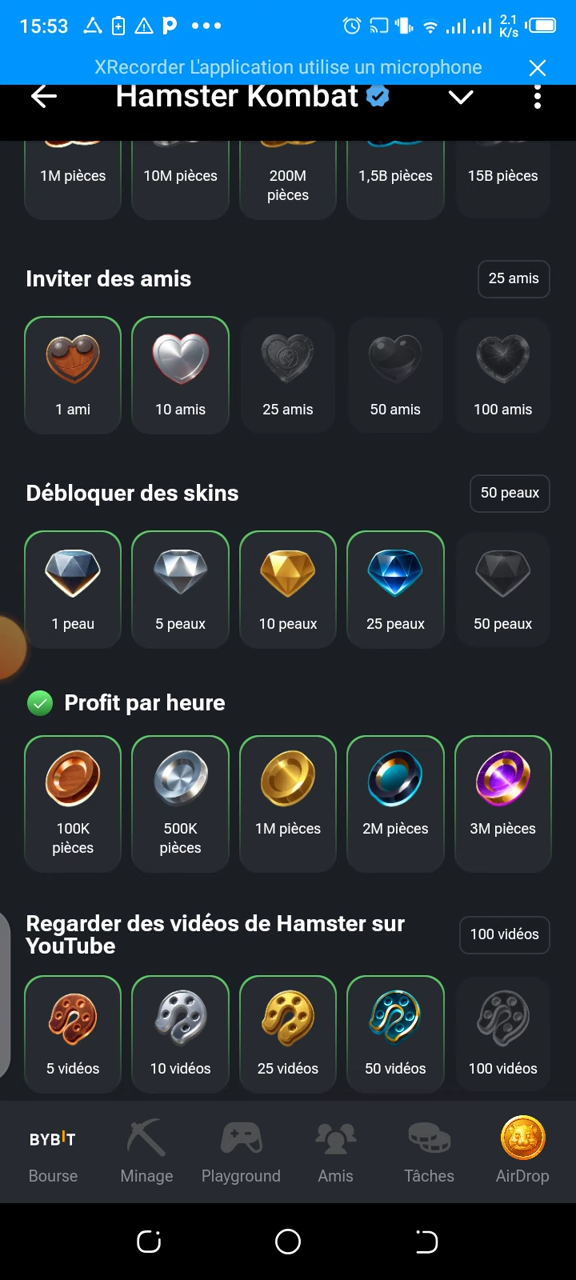 15:53
2.1
K/s
XRecorder L'application utilise un microphone
Hamster Kombat
1M pièces
10M pièces
200M
pièces
1,5B pièces
15B pièces
Inviter des amis
25 amis
1 ami
10 amis
25 amis
50 amis
100 amis
Débloquer des skins
50 peaux
1 peau
5 peaux
10 peaux
25 peaux
50 peaux
Profit par heure
100K
pièces
500K
pièces
1M pièces
2M pièces
3M pièces
Regarder des vidéos de Hamster sur
YouTube
100 vidéos
5 vidéos
10 vidéos
25 vidéos
50 vidéos
100 vidéos
BYBIT
Bourse
Minage
Playground
Amis
Tâches
AirDrop